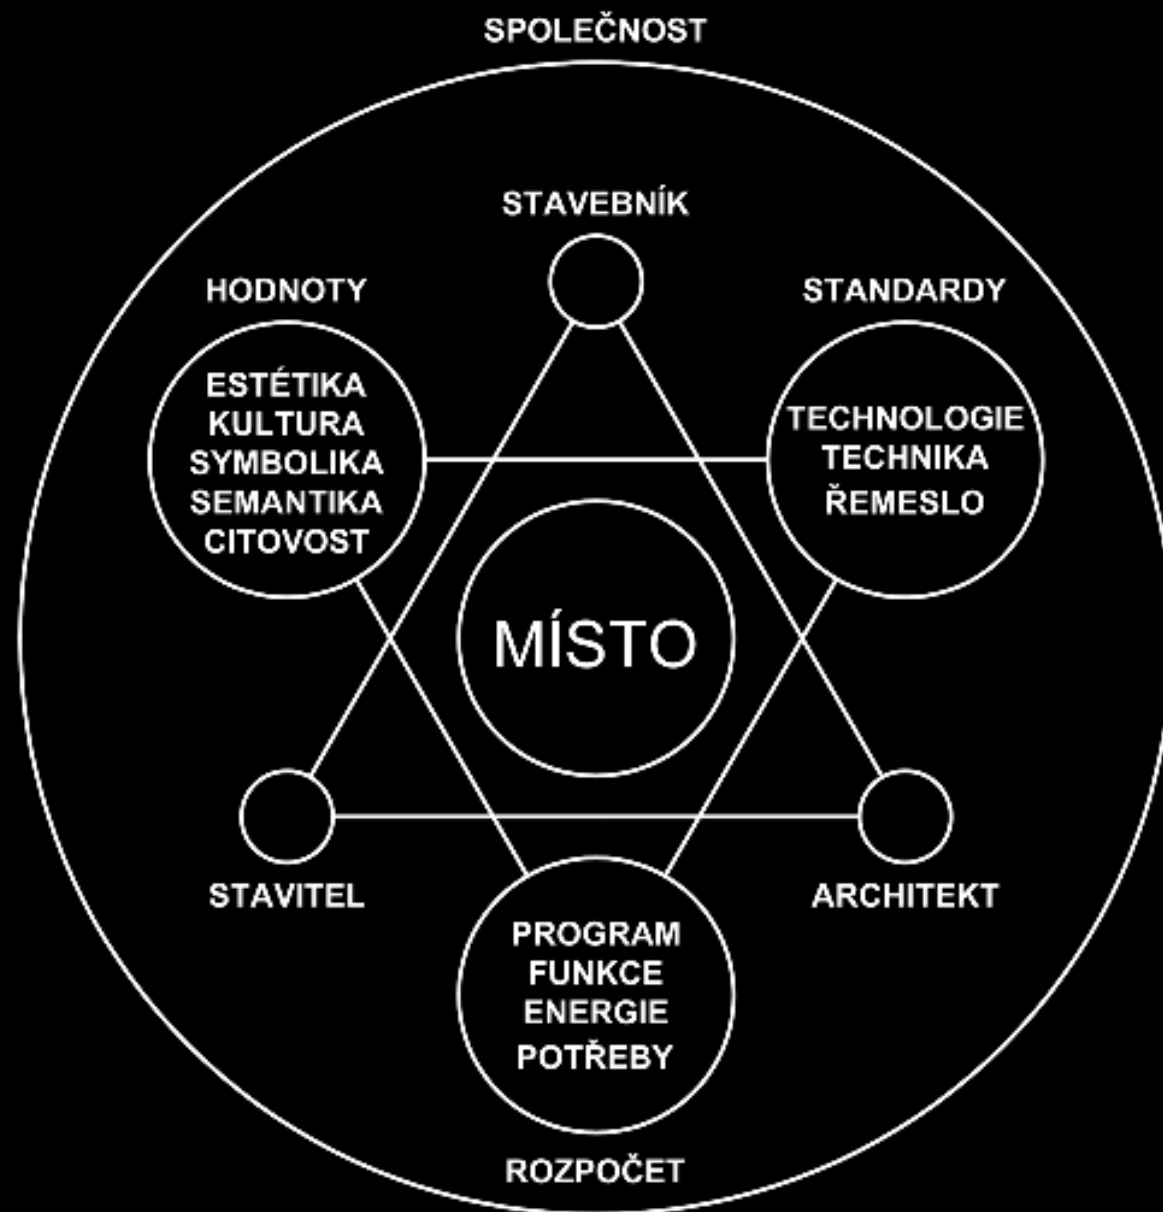 SPOLEČNOST
STAVEBNÍK
HODNOTY
ESTÉTIKA
KULTURA
SYMBOLIKA
SEMANTIKA
CITOVOST
STANDARDY
TECHNOLOGIE
TECHNIKA
ŘEMESLO
MÍSTO
STAVITEL
ARCHITEKT
PROGRAM
FUNKCE
ENERGIE
POTŘEBY
ROZPOČET